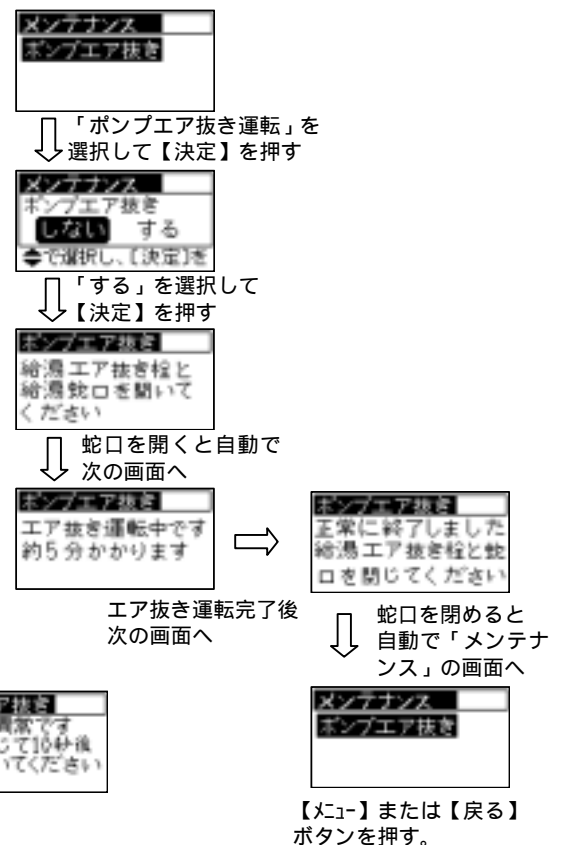 メンテナンス
ポンプエア抜き
「ポンプエア抜き運転」を
選択して【決定】を押す
メンテナンス
ポンプエア抜き
しない する
◆で選択し、[決定]を
「する」を選択して
【決定】を押す
ポンプエア抜き
給湯エア抜き栓と
給湯蛇口を開いて
ください
蛇口を開くと自動で
次の画面へ
ポンプエア抜き
エア抜き運転中です
約5分かかります
エア抜き運転完了後
次の画面へ
ポンプエア抜き
正常に終了しました
給湯エア抜き栓と蛇
口を閉じてください
蛇口を閉めると
自動で「メンテナ
ンス」の画面へ
ア抜き
異常です
じて10秒後
いてください
メンテナンス
ポンプエア抜き
【メニュー】または【戻る】
ボタンを押す。